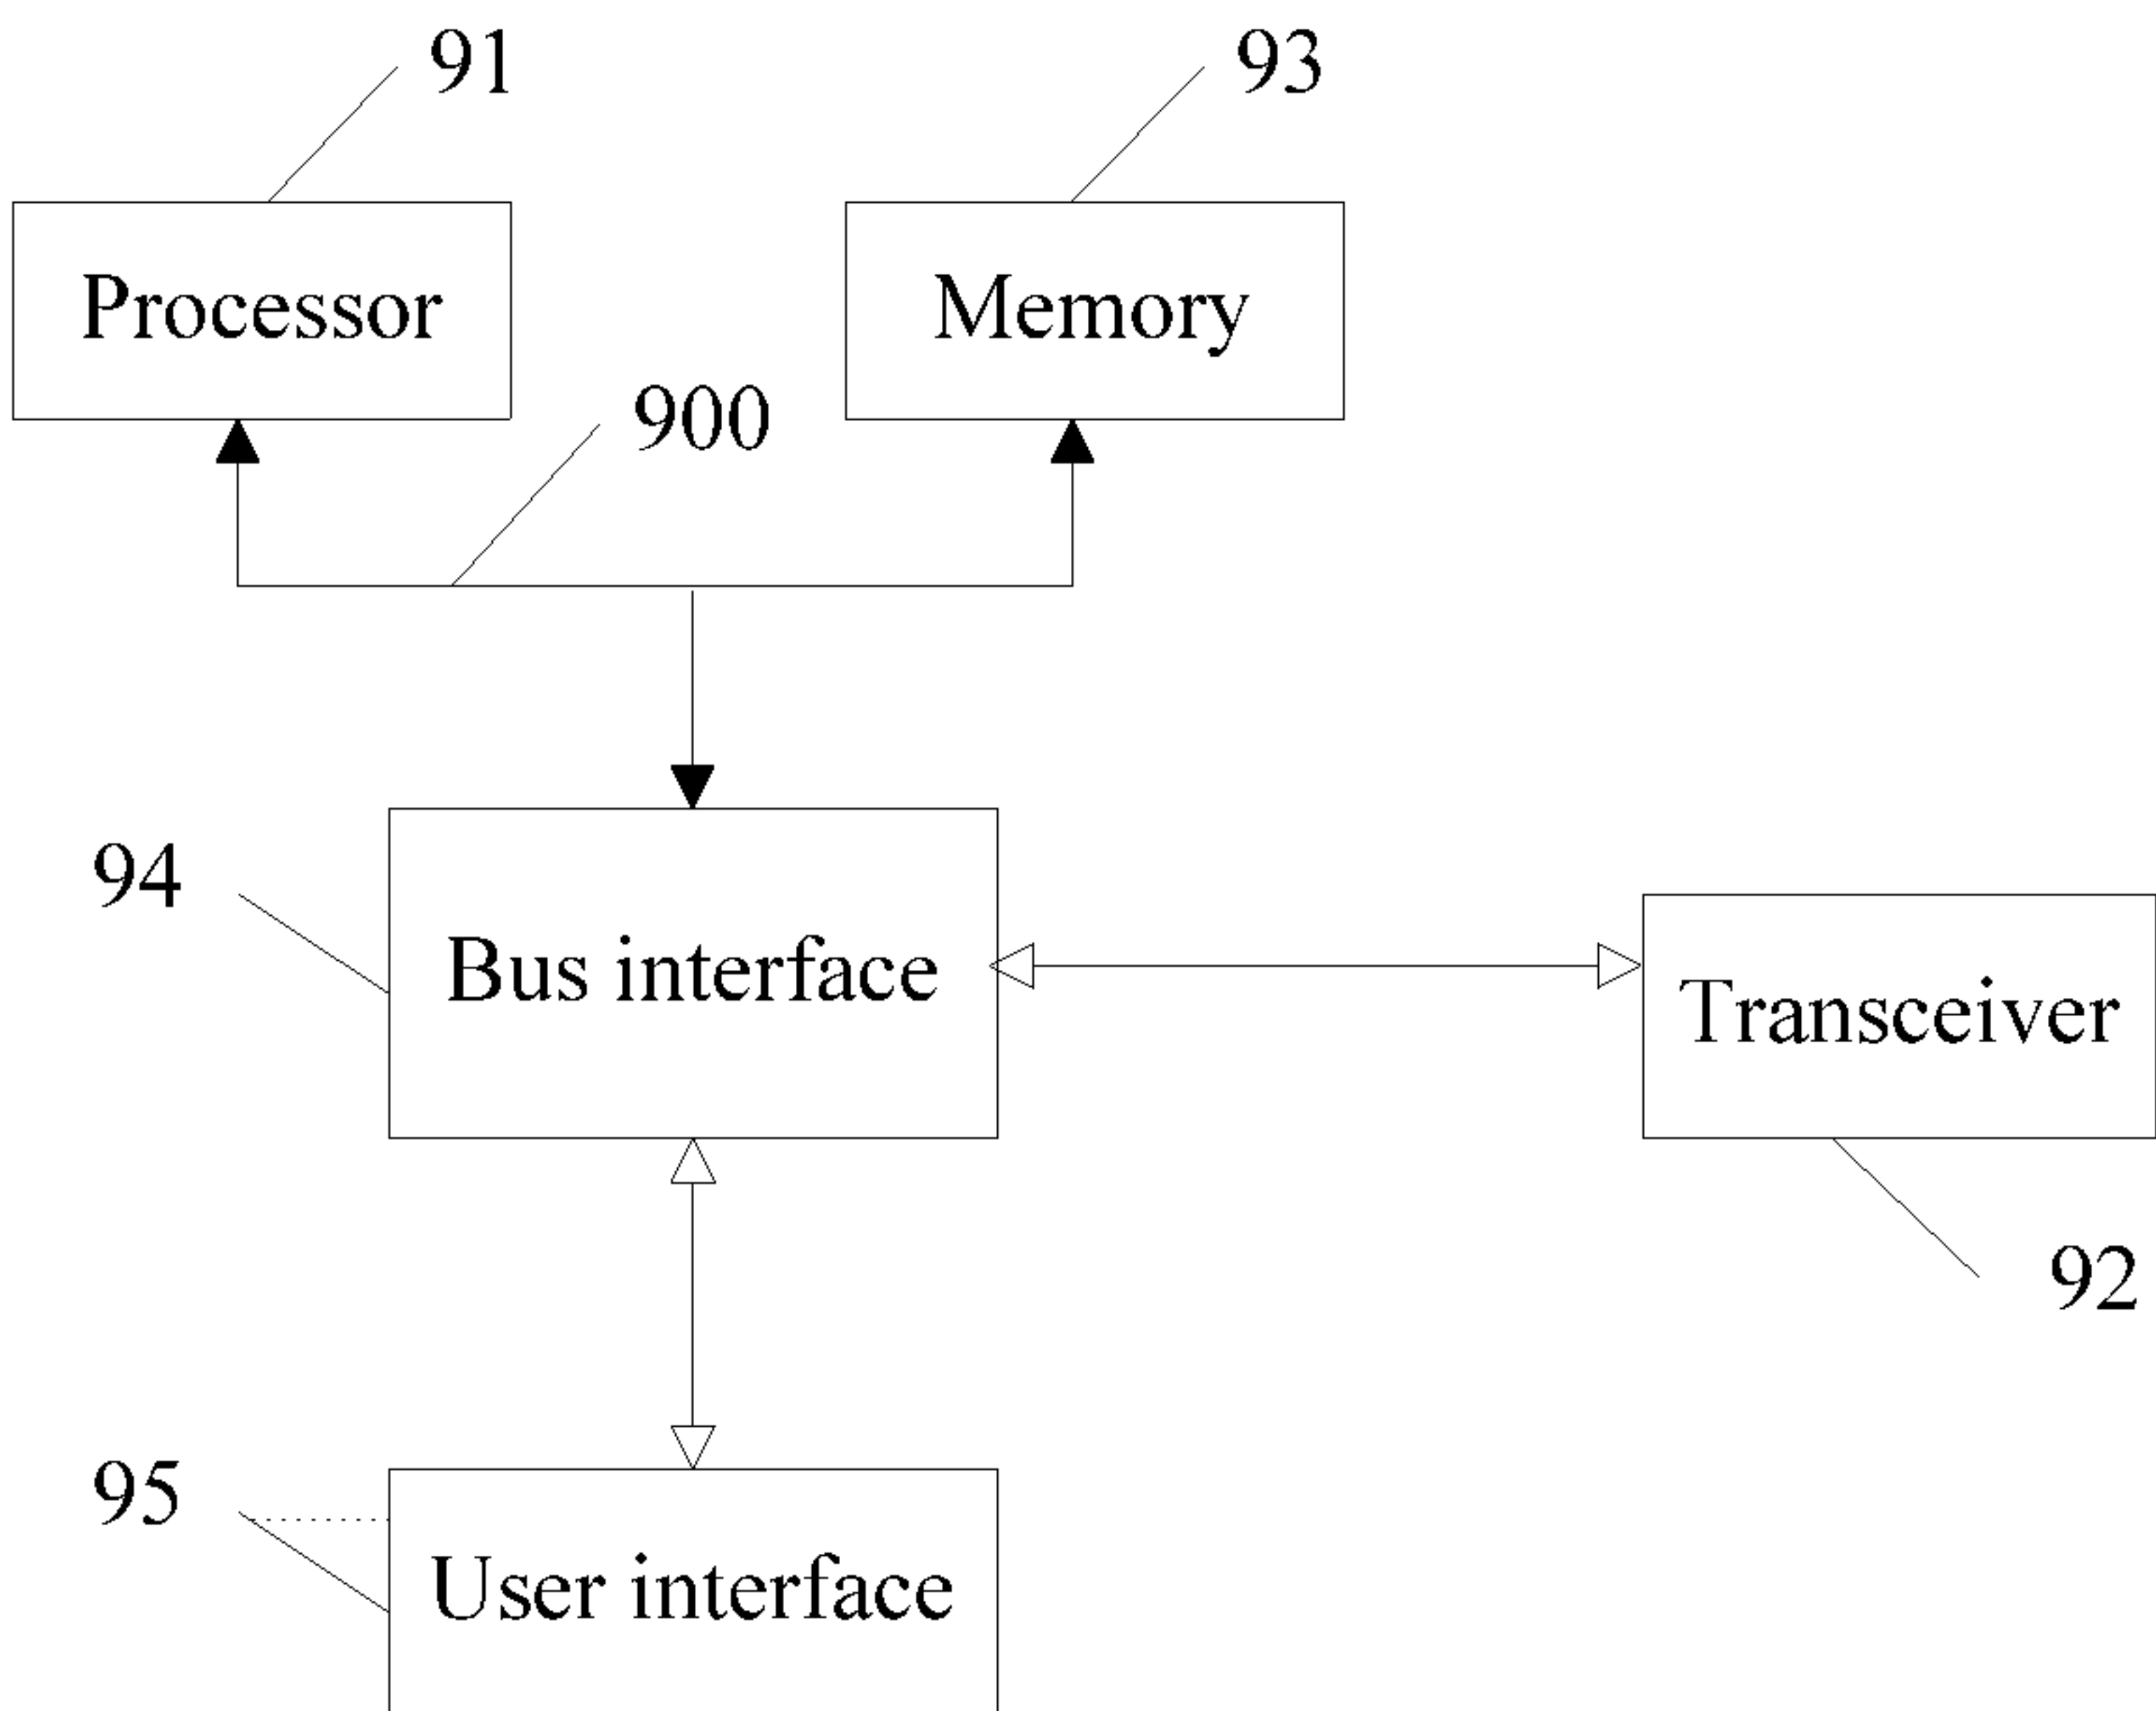 91
93
Processor
Memory
900
94
Bus interface
Transceiver
92
95
User interface